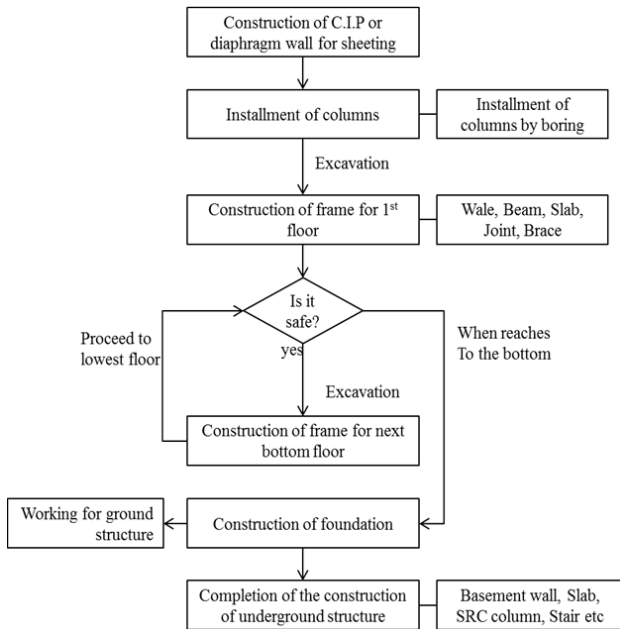 Construction of C.I.P or
diaphragm wall for sheeting
Installment of columns
Installment of
columns by boring
Excavation
Construction of frame for 1st
floor
Wale, Beam, Slab,
Joint, Brace
Is it
safe?
Proceed to
lowest floor
yes
When reaches
To the bottom
Excavation
Construction of frame for next
bottom floor
Working for ground
structure
Construction of foundation
Completion of the construction
of underground structure
Basement wall, Slab,
SRC column, Stair etc